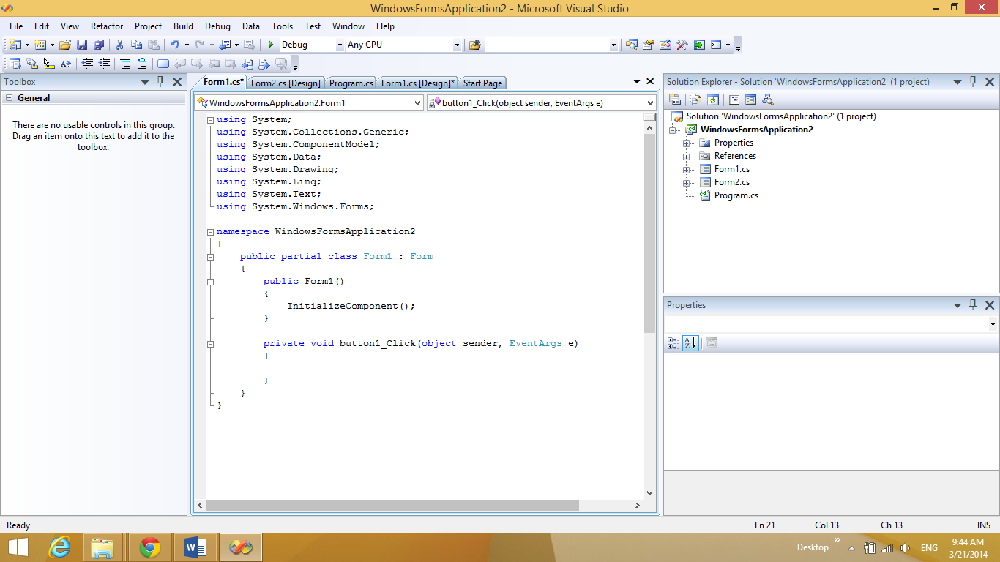 WindowsFormsApplication2 - Microsoft Visual Studio
File Edit View Refactor Project Build Debug Data Tools Test Window Help
Debug Any CPU
Toolbox
General
There are no usable controls in this group.
Drag an item onto this text to add it to the
toolbox.
Form1.cs* Form2.cs [Design] Program.cs Form1.cs [Design]* Start Page
WindowsFormsApplication2.Form1 button1_Click(object sender, EventArgs e)
using System;
using System.Collections.Generic;
using System.ComponentModel;
using System.Data;
using System.Drawing;
using System.Linq;
using System.Text;
using System.Windows.Forms;
namespace WindowsFormsApplication2
{
public partial class Form1 : Form
{
public Form1()
{
InitializeComponent();
}
private void button1_Click(object sender, EventArgs e)
{
}
}
}
Solution Explorer - Solution 'WindowsFormsApplication2' (1 project)
Solution 'WindowsFormsApplication2' (1 project)
WindowsFormsApplication2
Properties
References
Form1.cs
Form2.cs
Program.cs
Properties
Ready Ln 21 Col 13 Ch 13 INS
Desktop ENG 9:44 AM
3/21/2014